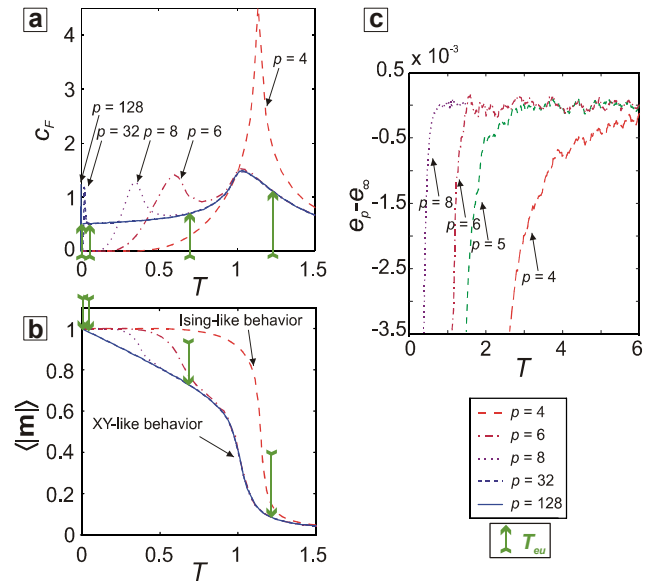 a
c_F
4
3
2
1
0
p = 4
p = 128
p = 32
p = 8
p = 6
0
0.5
1
1.5
T
b
⟨|m|⟩
1
0.8
0.6
0.4
0.2
0
Ising-like behavior
XY-like behavior
0
0.5
1
1.5
T
c
× 10⁻³
e_p-e_∞
0.5
-0.5
-1.5
-2.5
-3.5
p = 8
p = 6
p = 5
p = 4
0
2
4
6
T
p = 4
p = 6
p = 8
p = 32
p = 128
T_eu